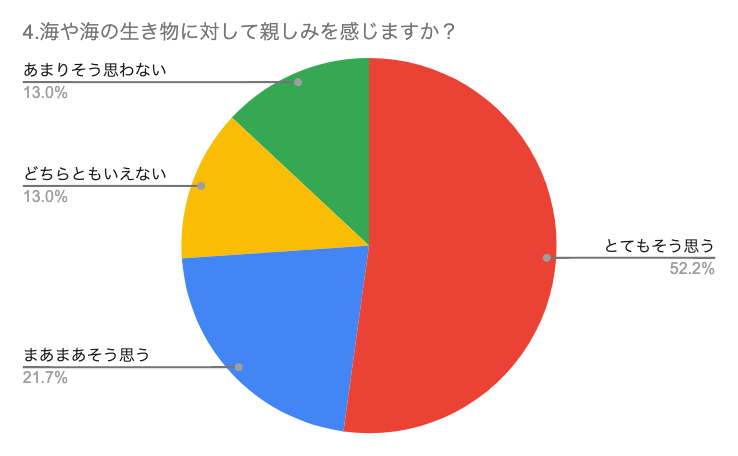 4.海や海の生き物に対して親しみを感じますか？
あまりそう思わない
13.0%
どちらともいえない
13.0%
とてもそう思う
52.2%
まあまあそう思う
21.7%